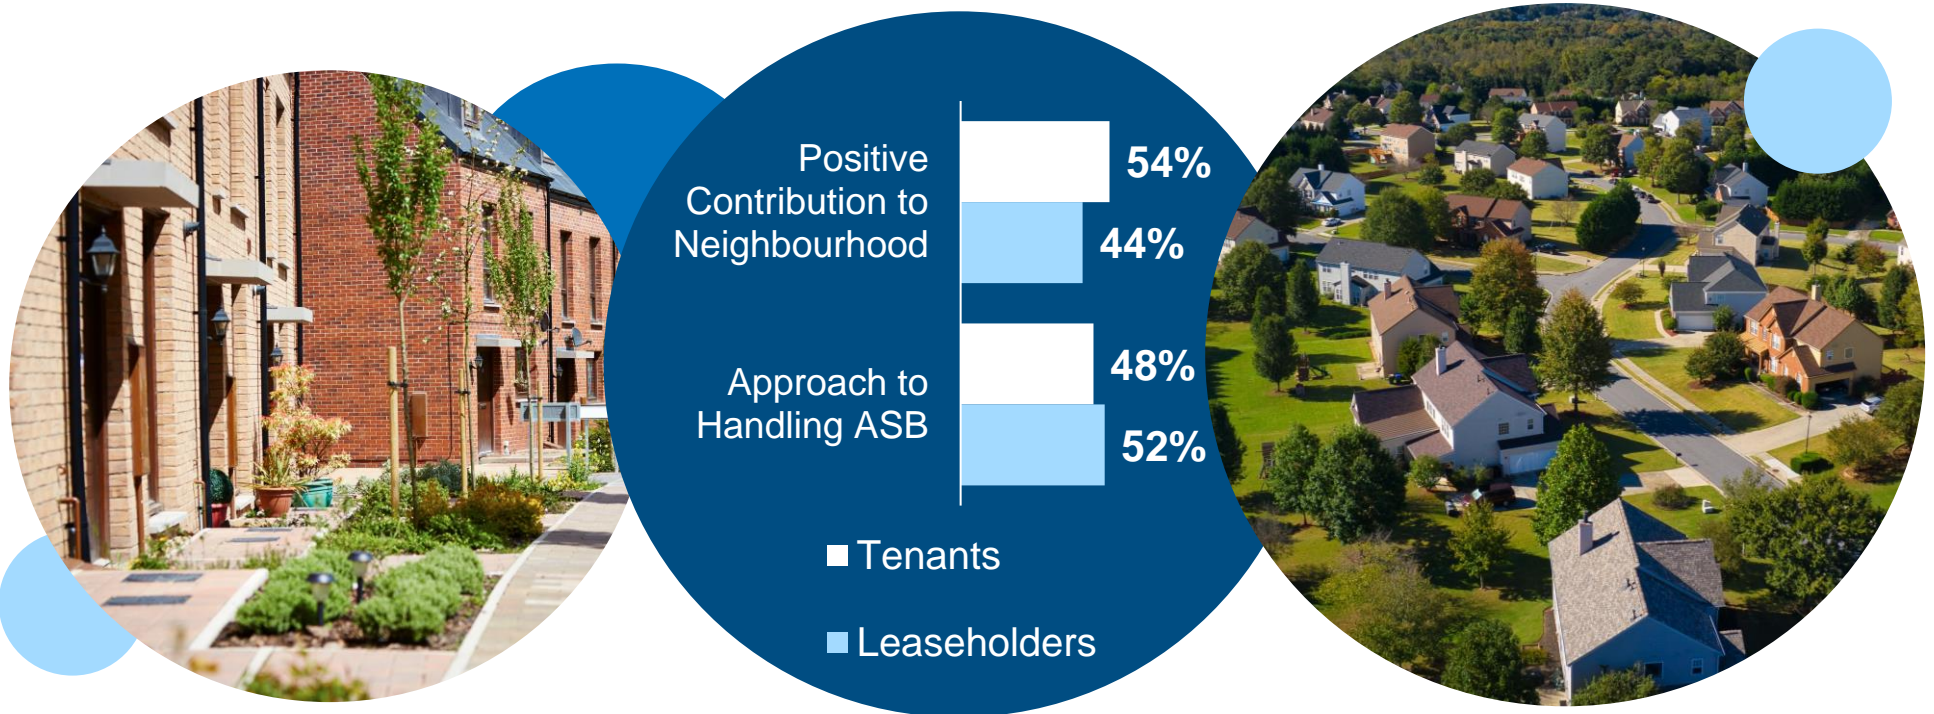 Positive
Contribution to
Neighbourhood
54%
44%
Approach to
Handling ASB
48%
52%
Tenants
Leaseholders